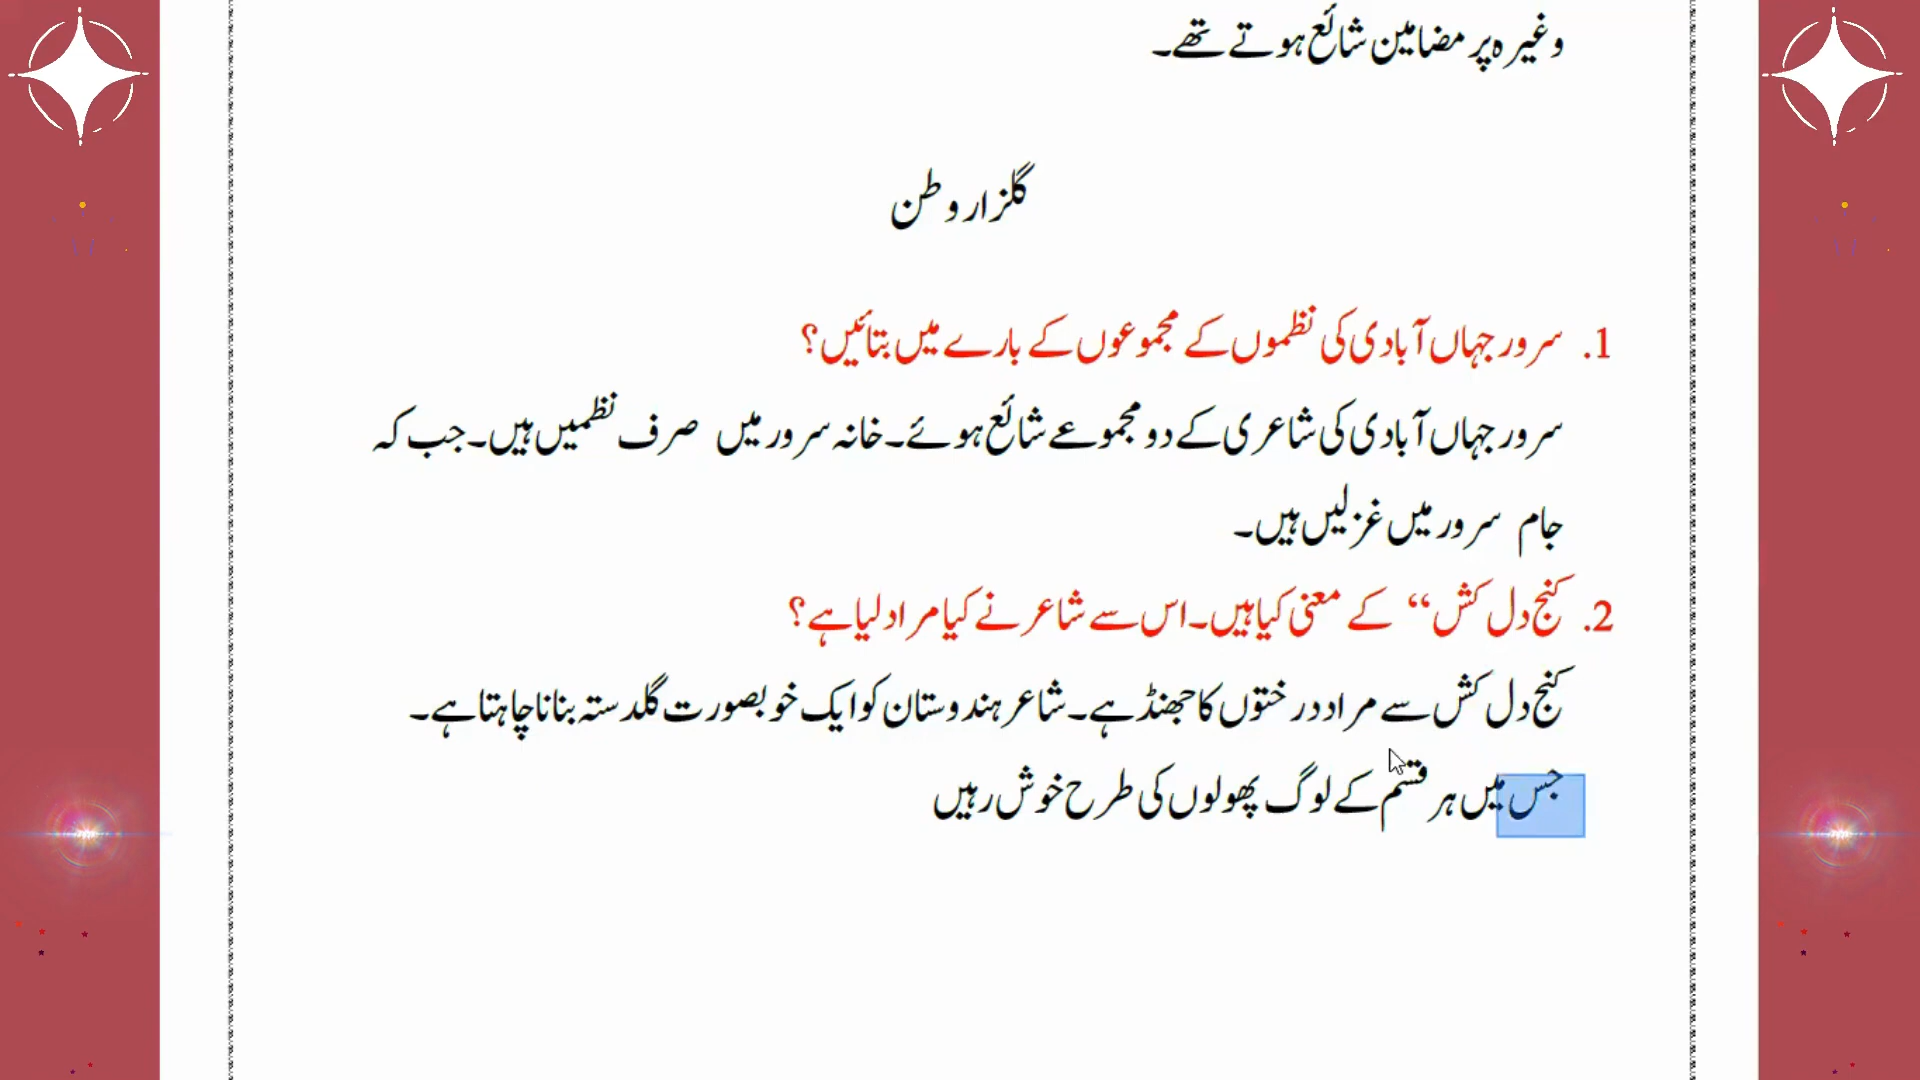 وغیرہ پر مضامین شائع ہوتے تھے۔
گلزار وطن
1. سرور جہاں آبادی کی نظموں کے مجموعوں کے بارے میں بتائیں؟
سرور جہاں آبادی کی شاعری کے دو مجموعے شائع ہوئے۔ خانہ سرور میں صرف نظمیں ہیں۔ جب کہ
جام سرور میں غزلیں ہیں۔
2. کنج دل کش“ کے معنی کیا ہیں۔ اس سے شاعر نے کیا مراد لیا ہے؟
کنج دل کش سے مراد درختوں کا جھنڈ ہے۔ شاعر ہندوستان کو ایک خوبصورت گلدستہ بنانا چاہتا ہے۔
جس میں ہر قسم کے لوگ پھولوں کی طرح خوش رہیں